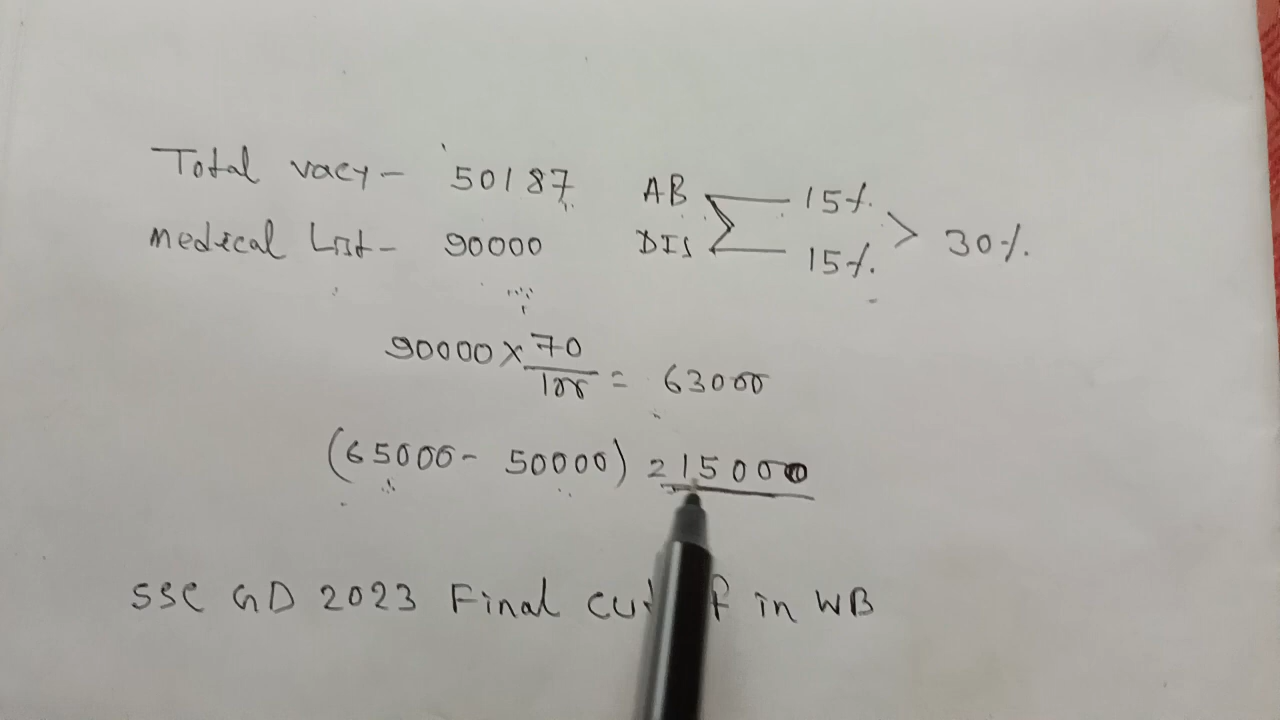 Total vacy - 50187 AB 15%
Medical List - 90000 DIS 15% > 30%
90000 × 70/100 = 63000
(65000 - 50000) = 15000
SSC GD 2023 Final in WB